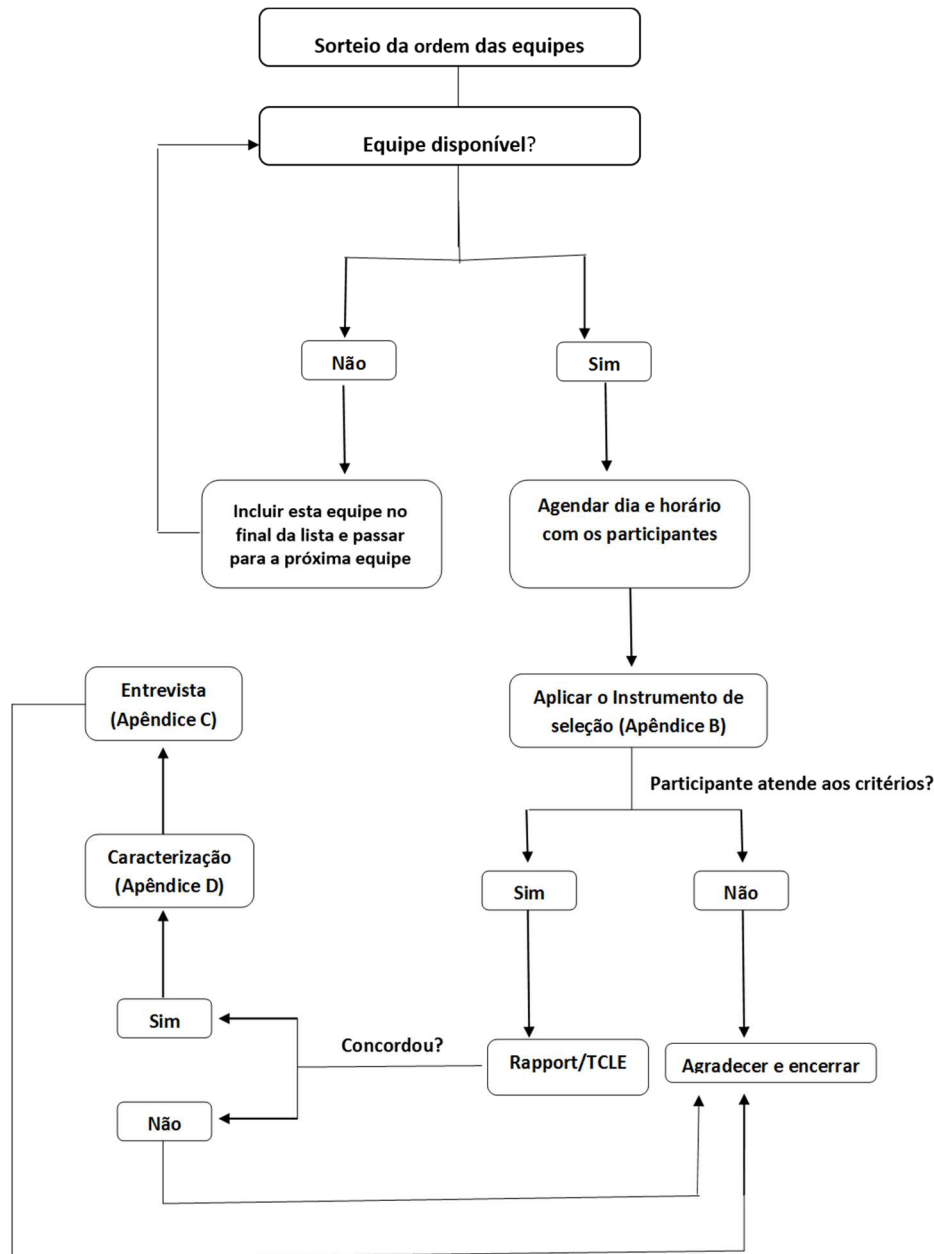 Sorteio da ordem das equipes
Equipe disponível?
Não
Sim
Incluir esta equipe no
final da lista e passar
para a próxima equipe
Agendar dia e horário
com os participantes
Entrevista
(Apêndice C)
Aplicar o Instrumento de
seleção (Apêndice B)
Participante atende aos critérios?
Caracterização
(Apêndice D)
Sim
Não
Sim
Concordou?
Rapport/TCLE
Agradecer e encerrar
Não